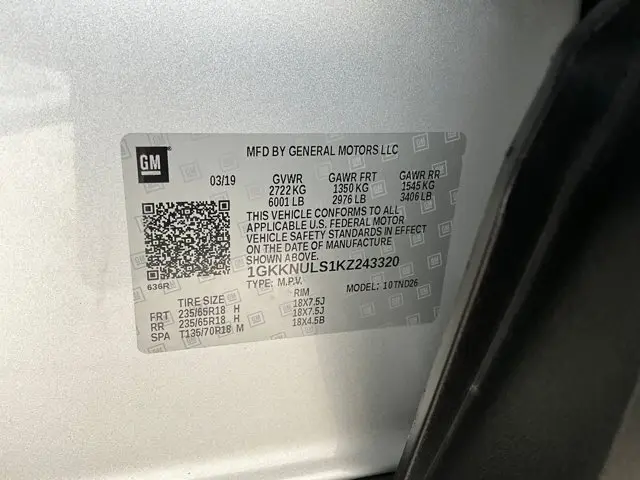 GM
MFD BY GENERAL MOTORS LLC
03/19 GVWR GAWR FRT GAWR RR
2722 KG 1350 KG 1545 KG
6001 LB 2976 LB 3406 LB
THIS VEHICLE CONFORMS TO ALL
APPLICABLE U.S. FEDERAL MOTOR
VEHICLE SAFETY STANDARDS IN EFFECT
ON THE DATE OF MANUFACTURE
SHOWN ABOVE.
1GKKNULS1KZ243320
636R
TYPE: M.P.V. MODEL: 10TND26
TIRE SIZE RIM
FRT 235/65R18 H 18X7.5J
RR 235/65R18 H 18X7.5J
SPA T135/70R18 M 18X4.5B